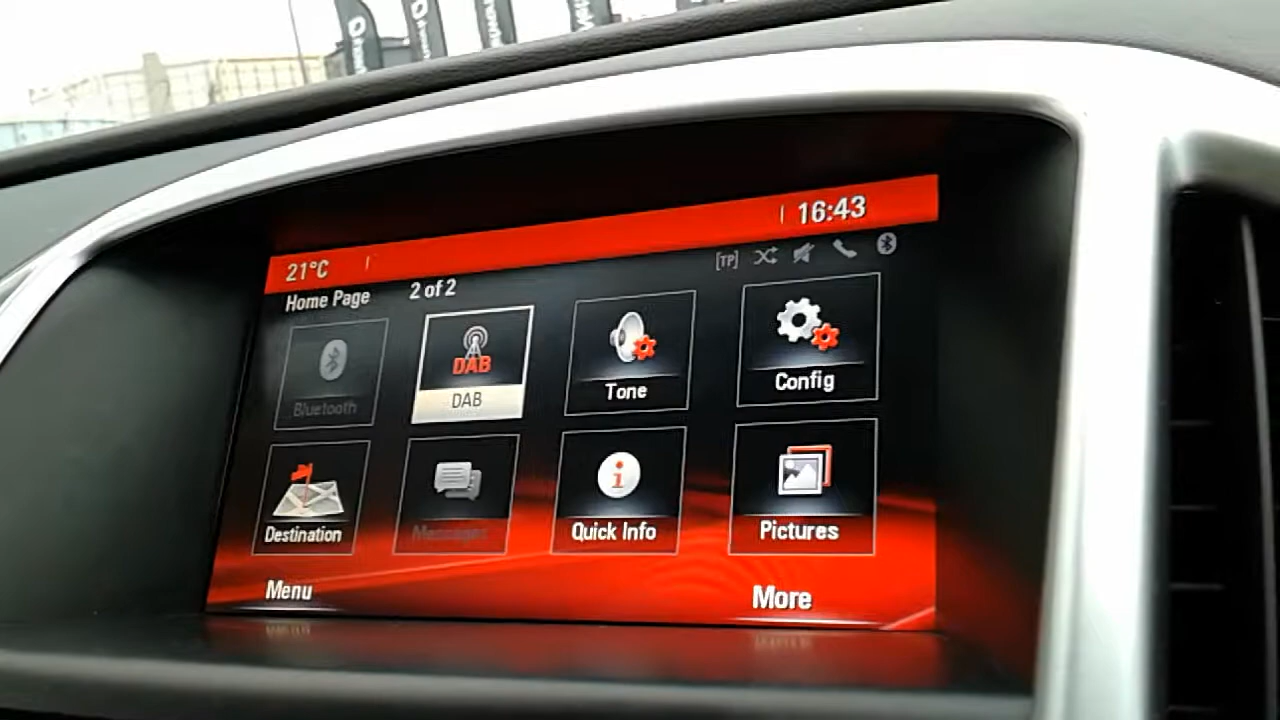 16:43
21°C
[TP]
Home Page 2 of 2
Bluetooth
DAB
DAB
Tone
Config
Destination
Messages
Quick Info
Pictures
Menu
More